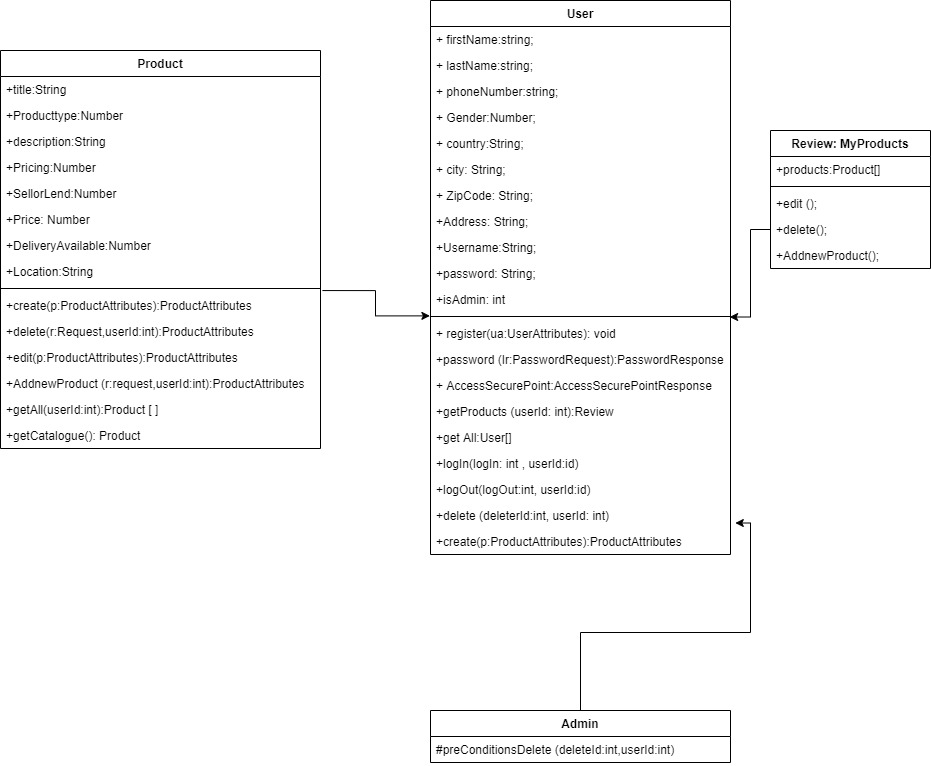 Product
+title:String
+Producttype:Number
+description:String
+Pricing:Number
+SellorLend:Number
+Price: Number
+DeliveryAvailable:Number
+Location:String
+create(p:ProductAttributes):ProductAttributes
+delete(r:Request,userId:int):ProductAttributes
+edit(p:ProductAttributes):ProductAttributes
+AddnewProduct (r:request,userId:int):ProductAttributes
+getAll(userId:int):Product [ ]
+getCatalogue(): Product
User
+ firstName:string;
+ lastName:string;
+ phoneNumber:string;
+ Gender:Number;
+ country:String;
+ city: String;
+ ZipCode: String;
+Address: String;
+Username:String;
+password: String;
+isAdmin: int
+ register(ua:UserAttributes): void
+password (lr:PasswordRequest):PasswordResponse
+ AccessSecurePoint:AccessSecurePointResponse
+getProducts (userId: int):Review
+get All:User[]
+logIn(logIn: int , userId:id)
+logOut(logOut:int, userId:id)
+delete (deleterId:int, userId: int)
+create(p:ProductAttributes):ProductAttributes
Review: MyProducts
+products:Product[]
+edit ();
+delete();
+AddnewProduct();
Admin
#preConditionsDelete (deleteId:int,userId:int)